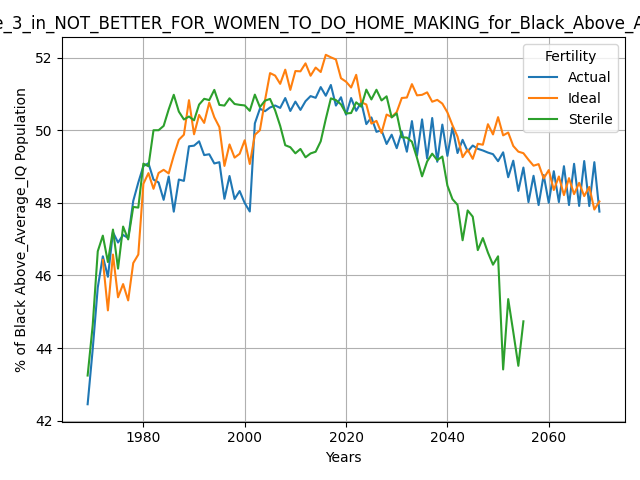 e_3_in_NOT_BETTER_FOR_WOMEN_TO_DO_HOME_MAKING_for_Black_Above_A
Fertility
Actual
Ideal
Sterile
% of Black Above_Average_IQ Population
52
50
48
46
44
42
1980
2000
2020
2040
2060
Years